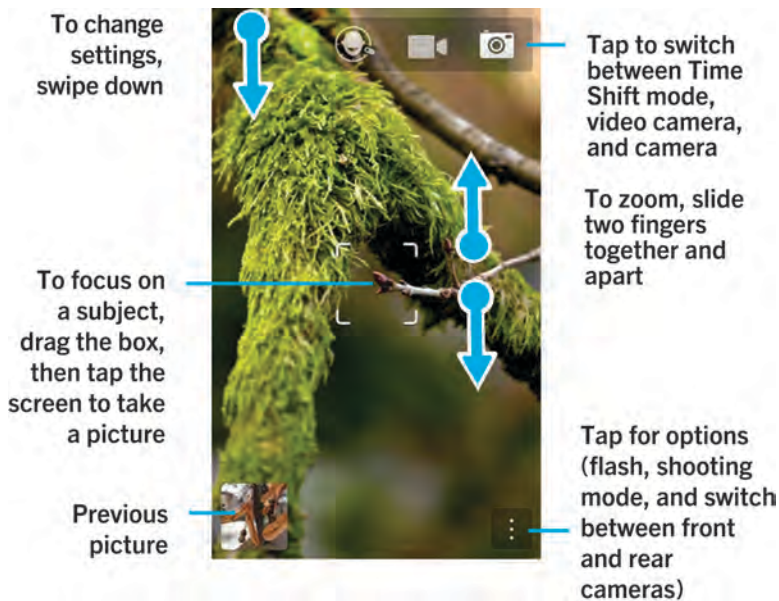 To change
settings,
swipe down
Tap to switch
between Time
Shift mode,
video camera,
and camera
To zoom, slide
two fingers
together and
apart
To focus on
a subject,
drag the box,
then tap the
screen to take
a picture
Previous
picture
Tap for options
(flash, shooting
mode, and switch
between front
and rear
cameras)